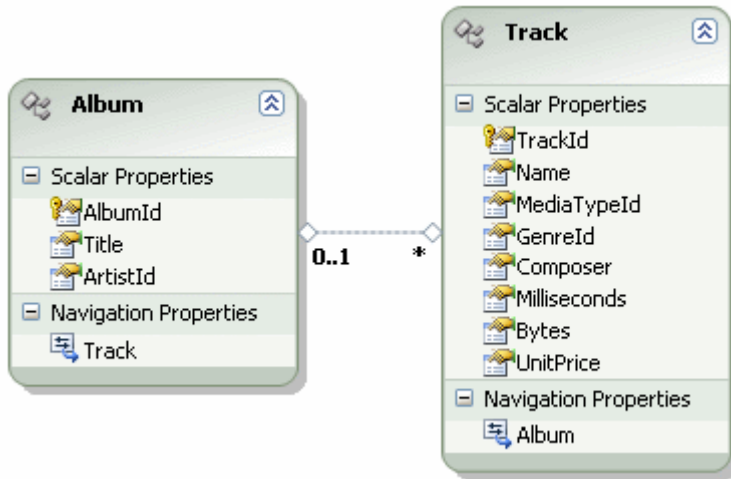 Album
Scalar Properties
AlbumId
Title
ArtistId
Navigation Properties
Track
0..1
*
Track
Scalar Properties
TrackId
Name
MediaTypeId
GenreId
Composer
Milliseconds
Bytes
UnitPrice
Navigation Properties
Album